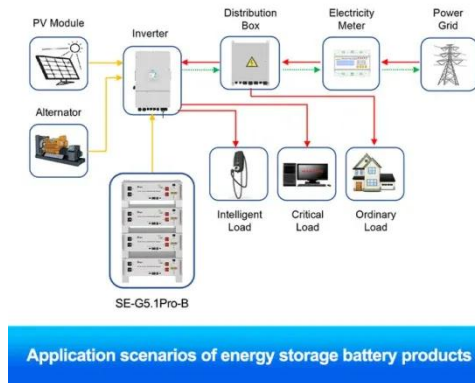 PV Module
Inverter
Distribution
Box
Electricity
Meter
Power
Grid
Alternator
Intelligent
Load
Critical
Load
Ordinary
Load
SE-G5.1Pro-B
Application scenarios of energy storage battery products